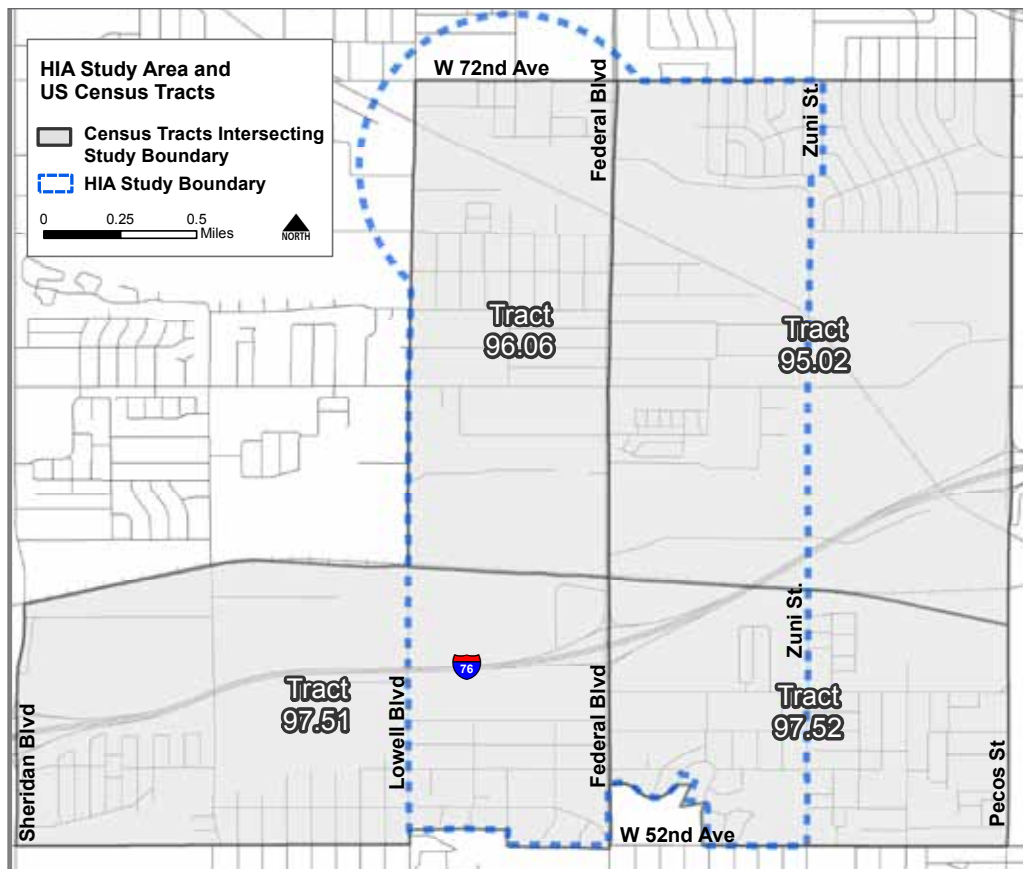 HIA Study Area and
US Census Tracts
Census Tracts Intersecting
Study Boundary
HIA Study Boundary
0 0.25 0.5
Miles
NORTH
W 72nd Ave
Federal Blvd
Zuni St.
Tract
96.06
Tract
95.02
Zuni St.
76
Tract
97.51
Tract
97.52
Sheridan Blvd
Lowell Blvd
Federal Blvd
Pecos St
W 52nd Ave